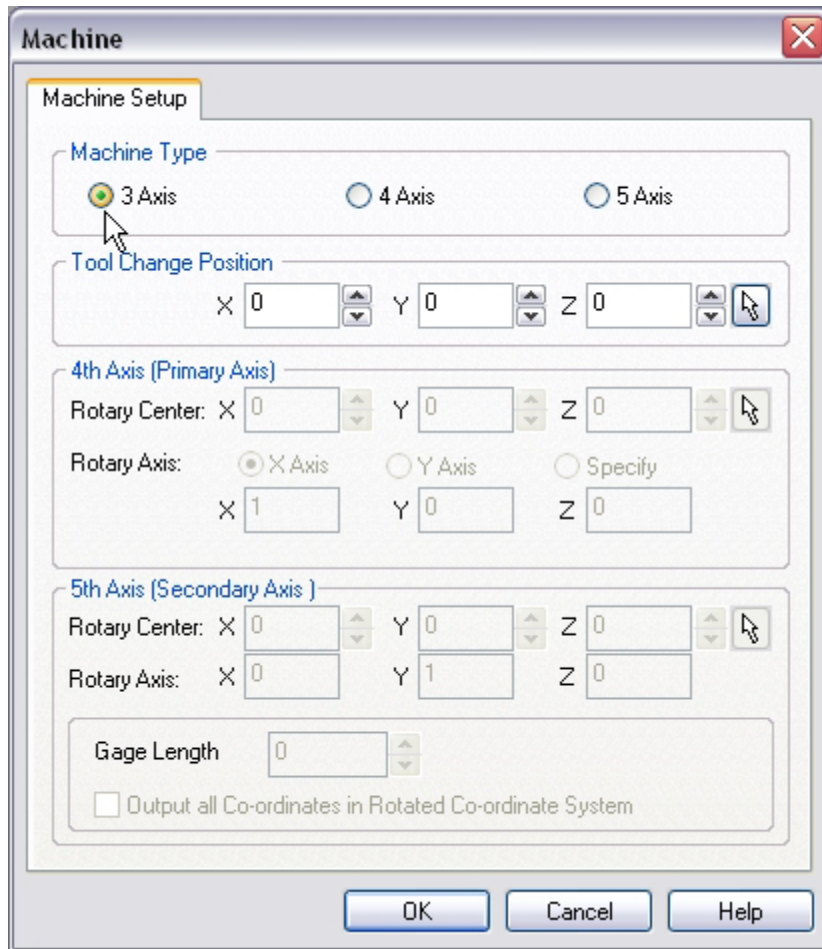 Machine
Machine Setup
Machine Type
3 Axis 4 Axis 5 Axis
Tool Change Position
X 0 Y 0 Z 0
4th Axis (Primary Axis)
Rotary Center: X 0 Y 0 Z 0
Rotary Axis: X Axis Y Axis Specify
X 1 Y 0 Z 0
5th Axis (Secondary Axis )
Rotary Center: X 0 Y 0 Z 0
Rotary Axis: X 0 Y 1 Z 0
Gage Length 0
Output all Co-ordinates in Rotated Co-ordinate System
OK Cancel Help